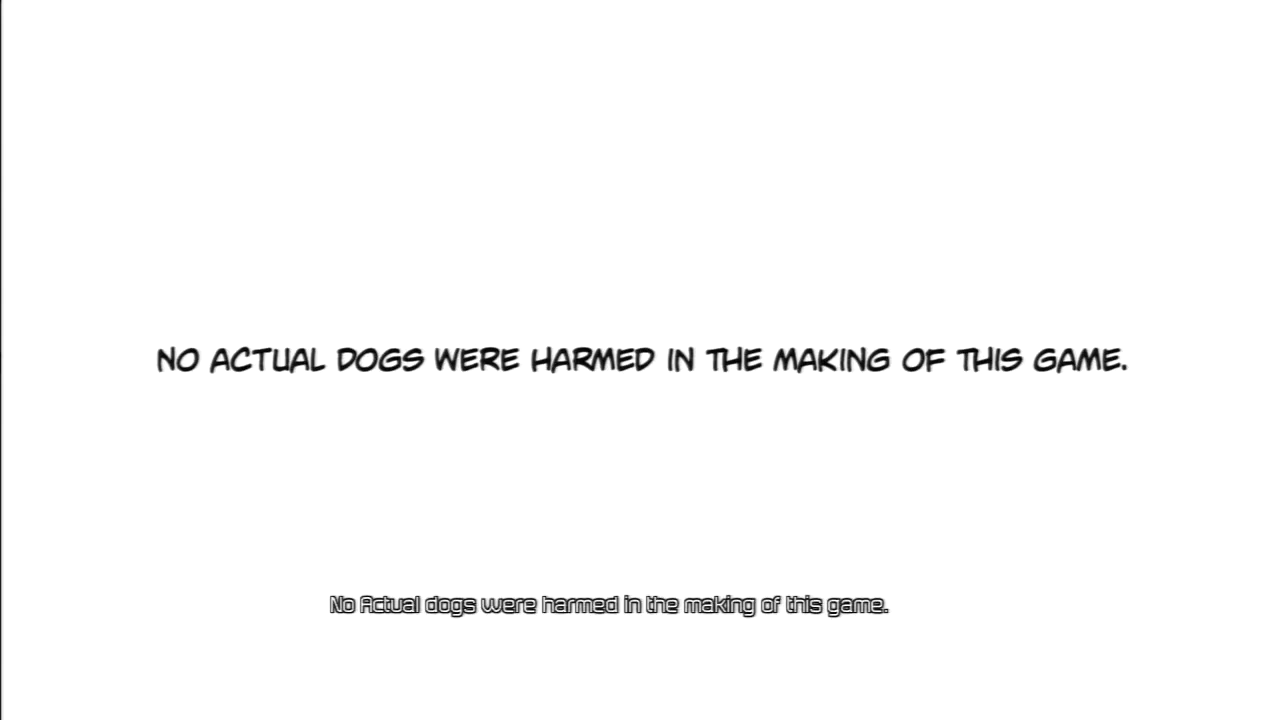 NO ACTUAL DOGS WERE HARMED IN THE MAKING OF THIS GAME.
No Actual dogs were harmed in the making of this game.